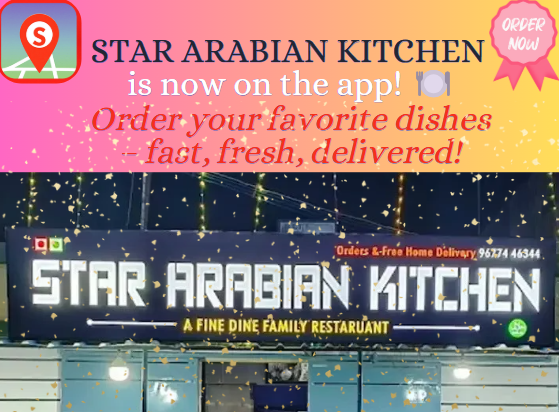 S
ORDER
NOW
STAR ARABIAN KITCHEN
is now on the app!
Order your favorite dishes
- fast, fresh, delivered!
Orders & Free Home Delivery 96774 46344
STAR ARABIAN KITCHEN
A FINE DINE FAMILY RESTARUANT